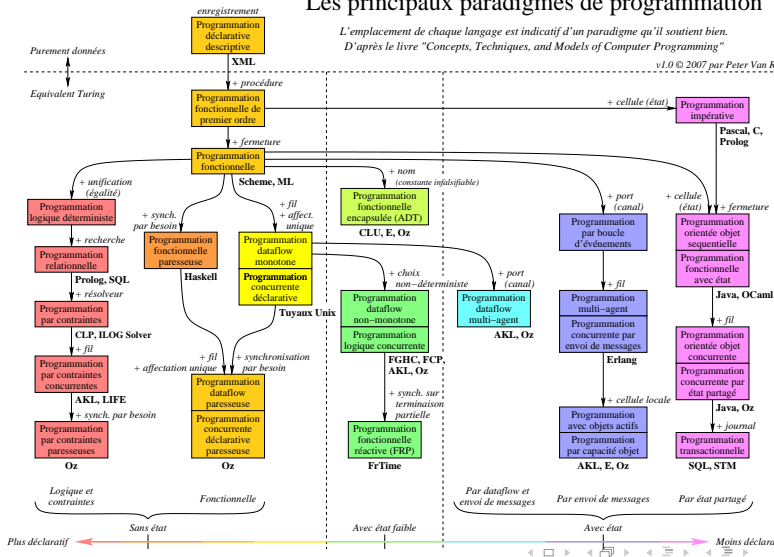 Les principaux paradigmes de programmation
L'emplacement de chaque langage est indicatif d'un paradigme qu'il soutient bien.
D'après le livre "Concepts, Techniques, and Models of Computer Programming"
v1.0 © 2007 par Peter Van R
enregistrement
Programmation
déclarative
descriptive
XML
Purement données
Equivalent Turing
+ procédure
Programmation
fonctionnelle de
premier ordre
+ cellule (état)
Programmation
impérative
Pascal, C,
Prolog
+ fermeture
Programmation
fonctionnelle
Scheme, ML
+ unification
(égalité)
Programmation
logique déterministe
+ recherche
Programmation
relationnelle
Prolog, SQL
+ résolveur
Programmation
par contraintes
CLP, ILOG Solver
+ fil
Programmation
par contraintes
concurrentes
AKL, LIFE
+ synch. par besoin
Programmation
par contraintes
paresseuses
Oz
+ synch.
par besoin
Programmation
fonctionnelle
paresseuse
Haskell
+ fil
+ affect.
unique
Programmation
dataflow
monotone
Programmation
concurrente
déclarative
Tuyaux Unix
+ fil
+ affectation unique
+ synchronisation
par besoin
Programmation
dataflow
paresseuse
Programmation
concurrente
déclarative
paresseuse
Oz
+ nom
(constante infalsifiable)
Programmation
fonctionnelle
encapsulée (ADT)
CLU, E, Oz
+ choix
non-déterministe
Programmation
dataflow
non-monotone
Programmation
logique concurrente
FGHC, FCP,
AKL, Oz
+ synch. sur
terminaison
partielle
Programmation
fonctionnelle
réactive (FRP)
FrTime
+ port
(canal)
Programmation
dataflow
multi-agent
AKL, Oz
+ port
(canal)
Programmation
par boucle
d'événements
+ fil
Programmation
multi-agent
Programmation
concurrente par
envoi de messages
Erlang
+ cellule locale
Programmation
avec objets actifs
Programmation
par capacité objet
AKL, E, Oz
+ cellule
(état)
+ fermeture
Programmation
orientée objet
sequentielle
Programmation
fonctionnelle
avec état
Java, OCaml
+ fil
Programmation
orientée objet
concurrente
Programmation
concurrente par
état partagé
Java, Oz
+ journal
Programmation
transactionnelle
SQL, STM
Logique et
contraintes
Fonctionnelle
Par dataflow et
envoi de messages
Par envoi de messages
Par état partagé
Sans état
Avec état faible
Avec état
Plus déclaratif
Moins déclara